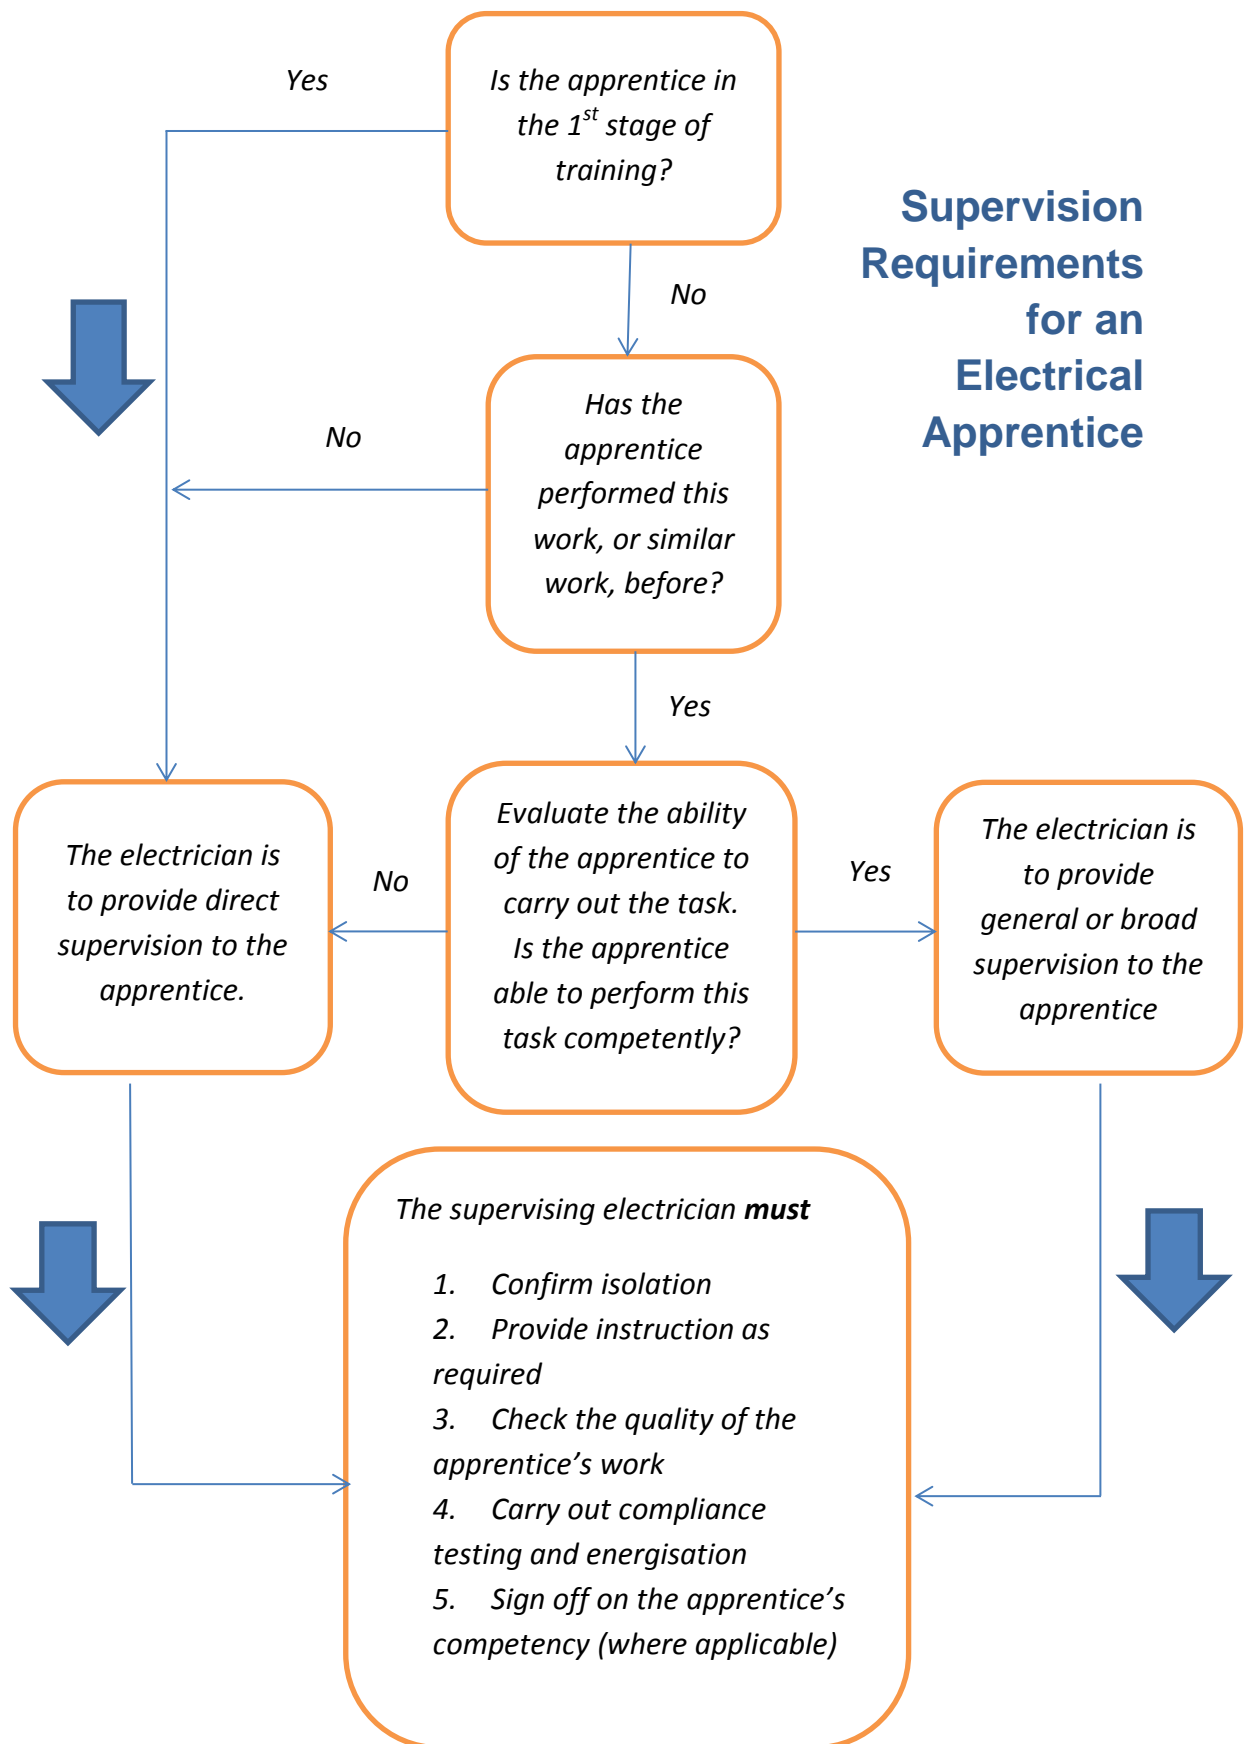 Yes
Is the apprentice in
the 1st stage of
training?
Supervision
Requirements
for an
Electrical
Apprentice
No
Has the
apprentice
performed this
work, or similar
work, before?
No
Yes
The electrician is
to provide direct
supervision to the
apprentice.
No
Evaluate the ability
of the apprentice to
carry out the task.
Is the apprentice
able to perform this
task competently?
Yes
The electrician is
to provide
general or broad
supervision to the
apprentice
The supervising electrician must
1. Confirm isolation
2. Provide instruction as
required
3. Check the quality of the
apprentice’s work
4. Carry out compliance
testing and energisation
5. Sign off on the apprentice’s
competency (where applicable)